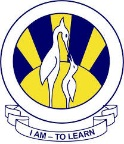 I AM – TO LEARN